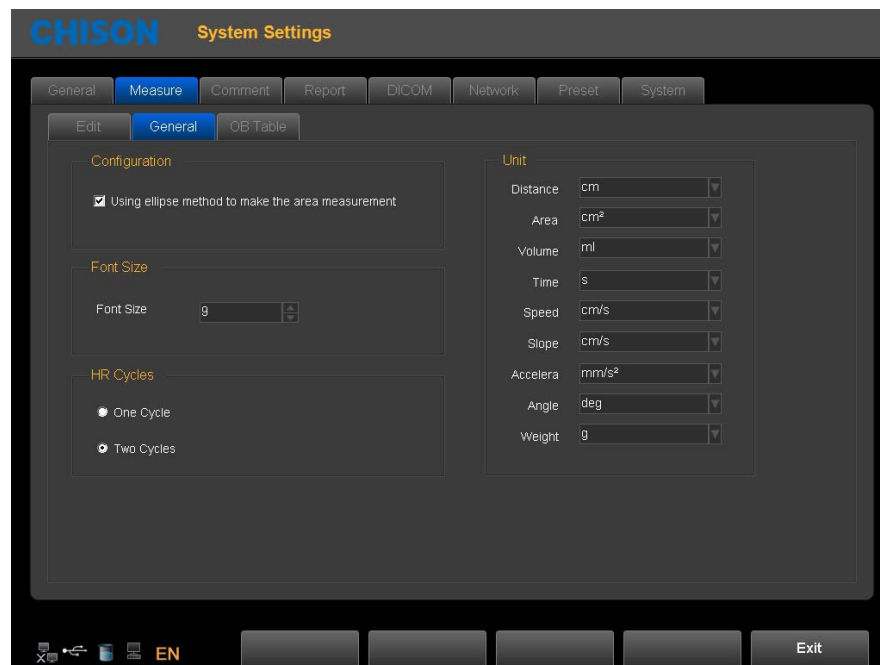 CHISON System Settings
General Measure Comment Report DICOM Network Preset System
Edit General OB Table
Configuration
Using ellipse method to make the area measurement
Font Size
Font Size 9
HR Cycles
One Cycle
Two Cycles
Unit
Distance cm
Area cm²
Volume ml
Time s
Speed cm/s
Slope cm/s
Accelera mm/s²
Angle deg
Weight g
EN Exit